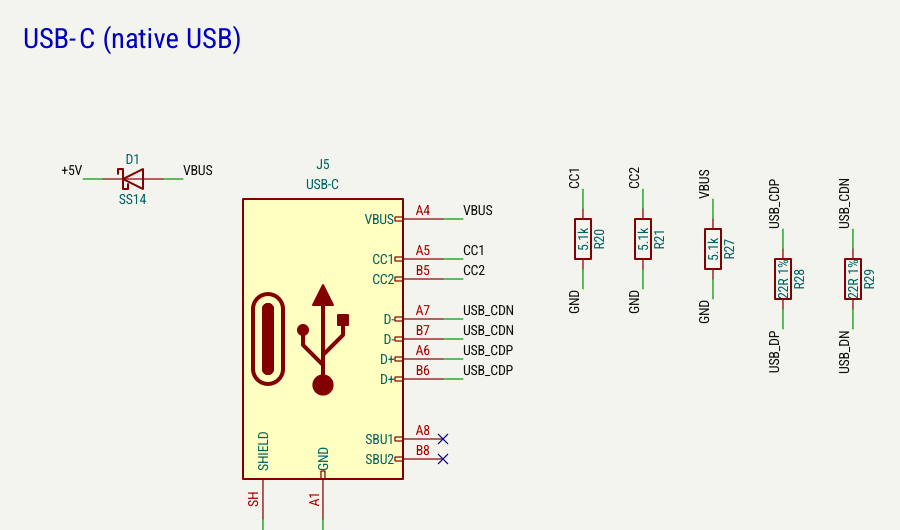 USB-C (native USB)
D1
+5V
VBUS
SS14
J5
USB-C
VBUS
A4
VBUS
CC1
A5
CC1
CC2
B5
CC2
D-
A7
USB_CDN
D-
B7
USB_CDN
D+
A6
USB_CDP
D+
B6
USB_CDP
SBU1
A8
SBU2
B8
SHIELD
GND
SH
A1
CC1
5.1k
R20
GND
CC2
5.1k
R21
GND
VBUS
5.1k
R27
GND
USB_CDP
22R 1%
R28
USB_DP
USB_CDN
22R 1%
R29
USB_DN